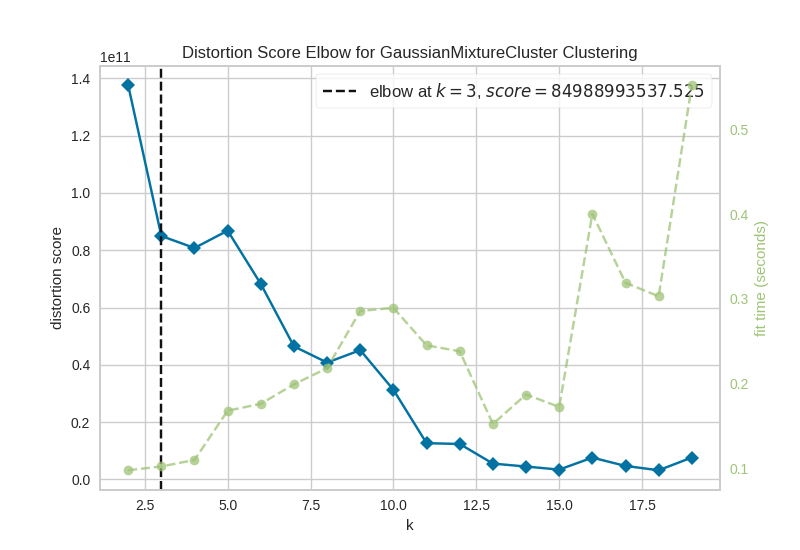 Distortion Score Elbow for GaussianMixtureCluster Clustering
1e11
elbow at k = 3, score = 84988993537.525
1.4
1.2
1.0
0.8
0.6
0.4
0.2
0.0
distortion score
0.5
0.4
0.3
0.2
0.1
fit time (seconds)
2.5 5.0 7.5 10.0 12.5 15.0 17.5
k